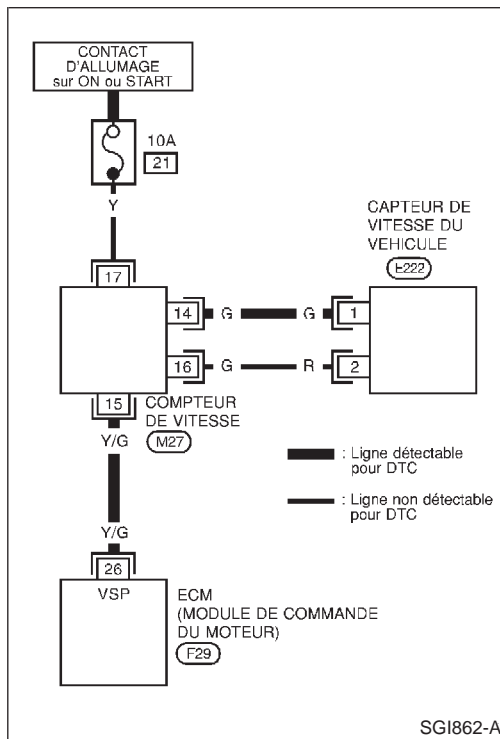 CONTACT
D'ALLUMAGE
sur ON ou START
10A
21
Y
17
CAPTEUR DE
VITESSE DU
VEHICULE
E222
14 G G 1
16 G R 2
15
COMPTEUR
DE VITESSE
M27
Y/G
: Ligne détectable
pour DTC
: Ligne non détectable
pour DTC
Y/G
26
VSP
ECM
(MODULE DE COMMANDE
DU MOTEUR)
F29
SGI862-A